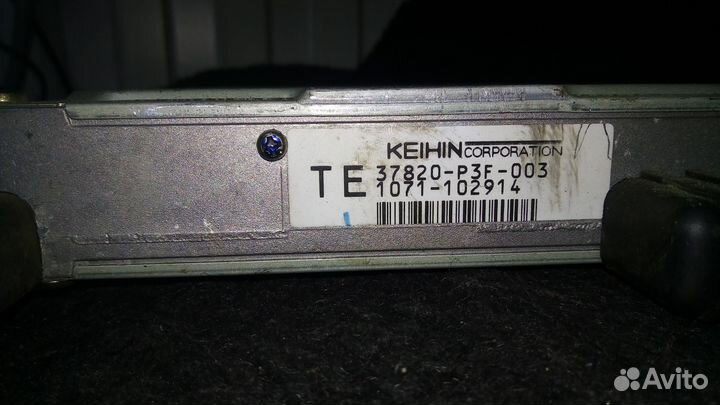 KEIHIN CORPORATION
TE 37820-P3F-003
1071-102914
Avito